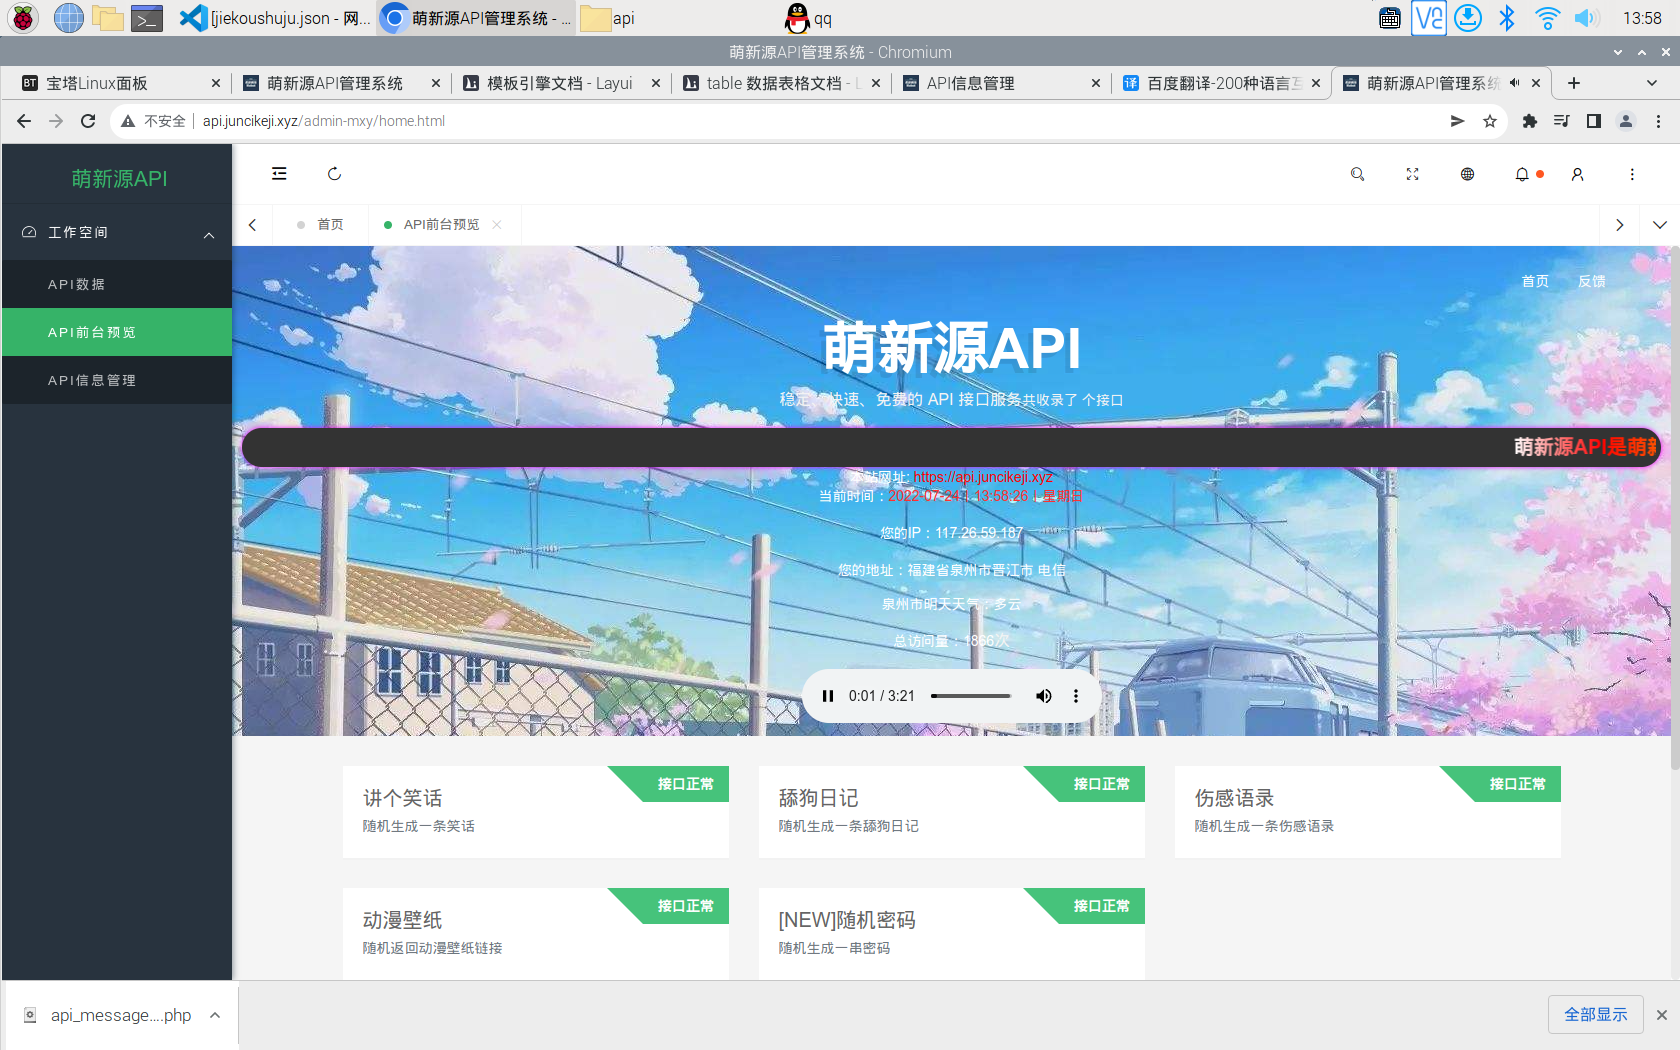 [jiekoushuju.json - 网...
萌新源API管理系统 - ...
api
qq
13:58
萌新源API管理系统 - Chromium
宝塔Linux面板
萌新源API管理系统
模板引擎文档 - Layui
table 数据表格文档 - L
API信息管理
百度翻译-200种语言互
萌新源API管理系统
不安全
api.juncikeji.xyz/admin-mxy/home.html
萌新源API
工作空间
API数据
API前台预览
API信息管理
首页
API前台预览
首页
反馈
萌新源API
稳定、快速、免费的 API 接口服务共收录了 个接口
萌新源API是萌新
本站网址: https://api.juncikeji.xyz
当前时间：2022-07-24 | 13:58:26 | 星期日
您的IP：117.26.59.187
您的地址：福建省泉州市晋江市 电信
泉州市明天天气：多云
总访问量：1866次
0:01 / 3:21
讲个笑话
接口正常
随机生成一条笑话
舔狗日记
接口正常
随机生成一条舔狗日记
伤感语录
接口正常
随机生成一条伤感语录
动漫壁纸
接口正常
随机返回动漫壁纸链接
[NEW]随机密码
接口正常
随机生成一串密码
api_message....php
全部显示